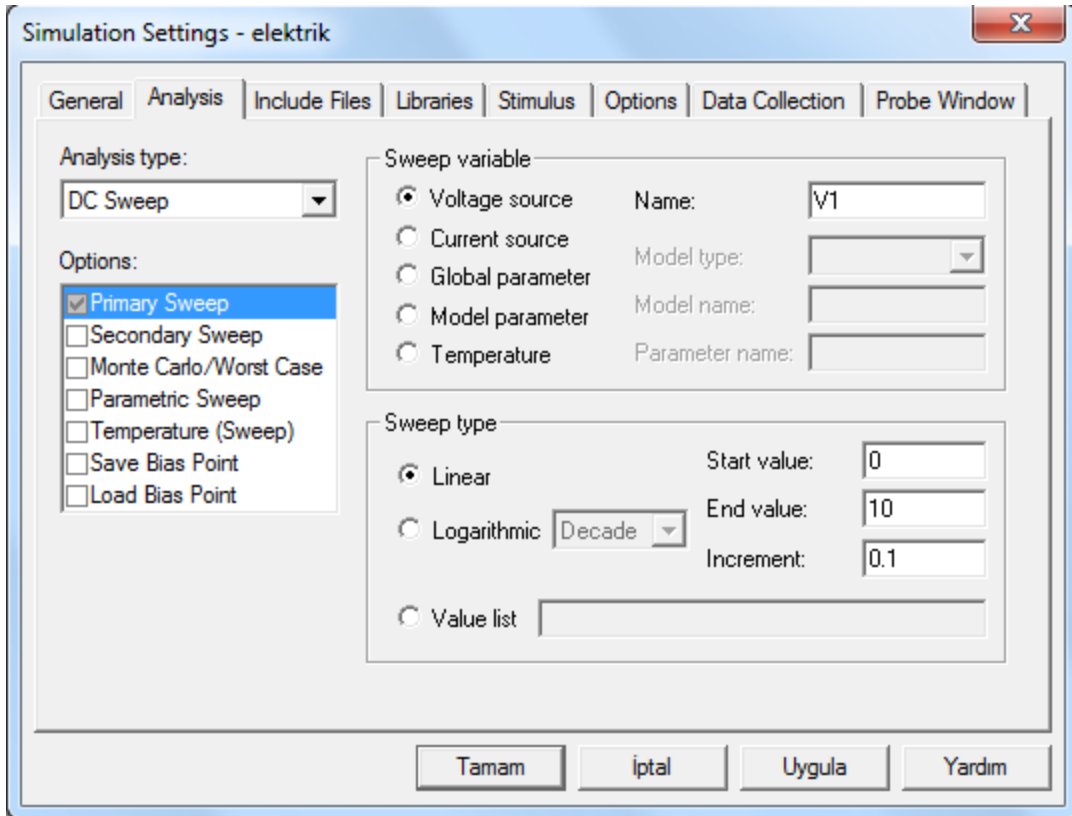 Simulation Settings - elektrik
General Analysis Include Files Libraries Stimulus Options Data Collection Probe Window
Analysis type:
DC Sweep
Options:
Primary Sweep
Secondary Sweep
Monte Carlo/Worst Case
Parametric Sweep
Temperature (Sweep)
Save Bias Point
Load Bias Point
Sweep variable
Voltage source
Current source
Global parameter
Model parameter
Temperature
Name: V1
Model type:
Model name:
Parameter name:
Sweep type
Linear
Logarithmic Decade
Value list
Start value: 0
End value: 10
Increment: 0.1
Tamam İptal Uygula Yardım